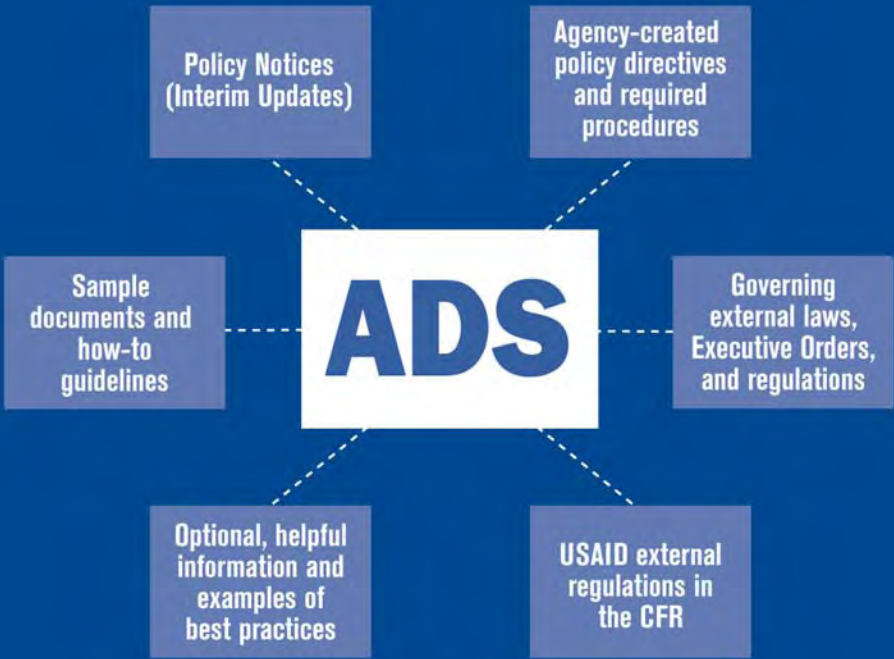 Policy Notices
(Interim Updates)
Agency-created
policy directives
and required
procedures
Sample
documents and
how-to
guidelines
ADS
Governing
external laws,
Executive Orders,
and regulations
Optional, helpful
information and
examples of
best practices
USAID external
regulations in
the CFR